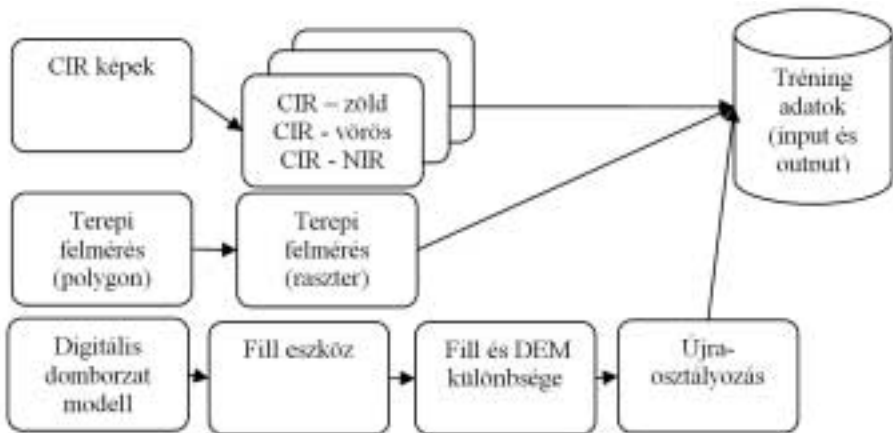 CIR képek
CIR – zöld
CIR - vörös
CIR - NIR
Tréning
adatok
(input és
output)
Terepi
felmérés
(polygon)
Terepi
felmérés
(raszter)
Digitális
domborzat
modell
Fill eszköz
Fill és DEM
különbsége
Újra-
osztályozás